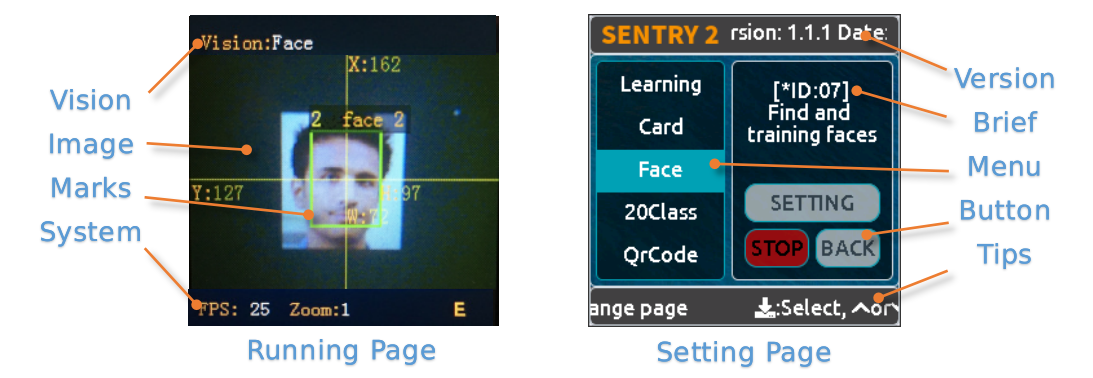 Vision:Face
X:162
2 face 2
Y:127
H:97
W:72
FPS: 25 Zoom:1 E
Vision
Image
Marks
System
Running Page
SENTRY 2 rsion: 1.1.1 Date:
Learning
Card
Face
20Class
QrCode
[*ID:07]
Find and
training faces
SETTING
STOP BACK
ange page :Select, or
Version
Brief
Menu
Button
Tips
Setting Page